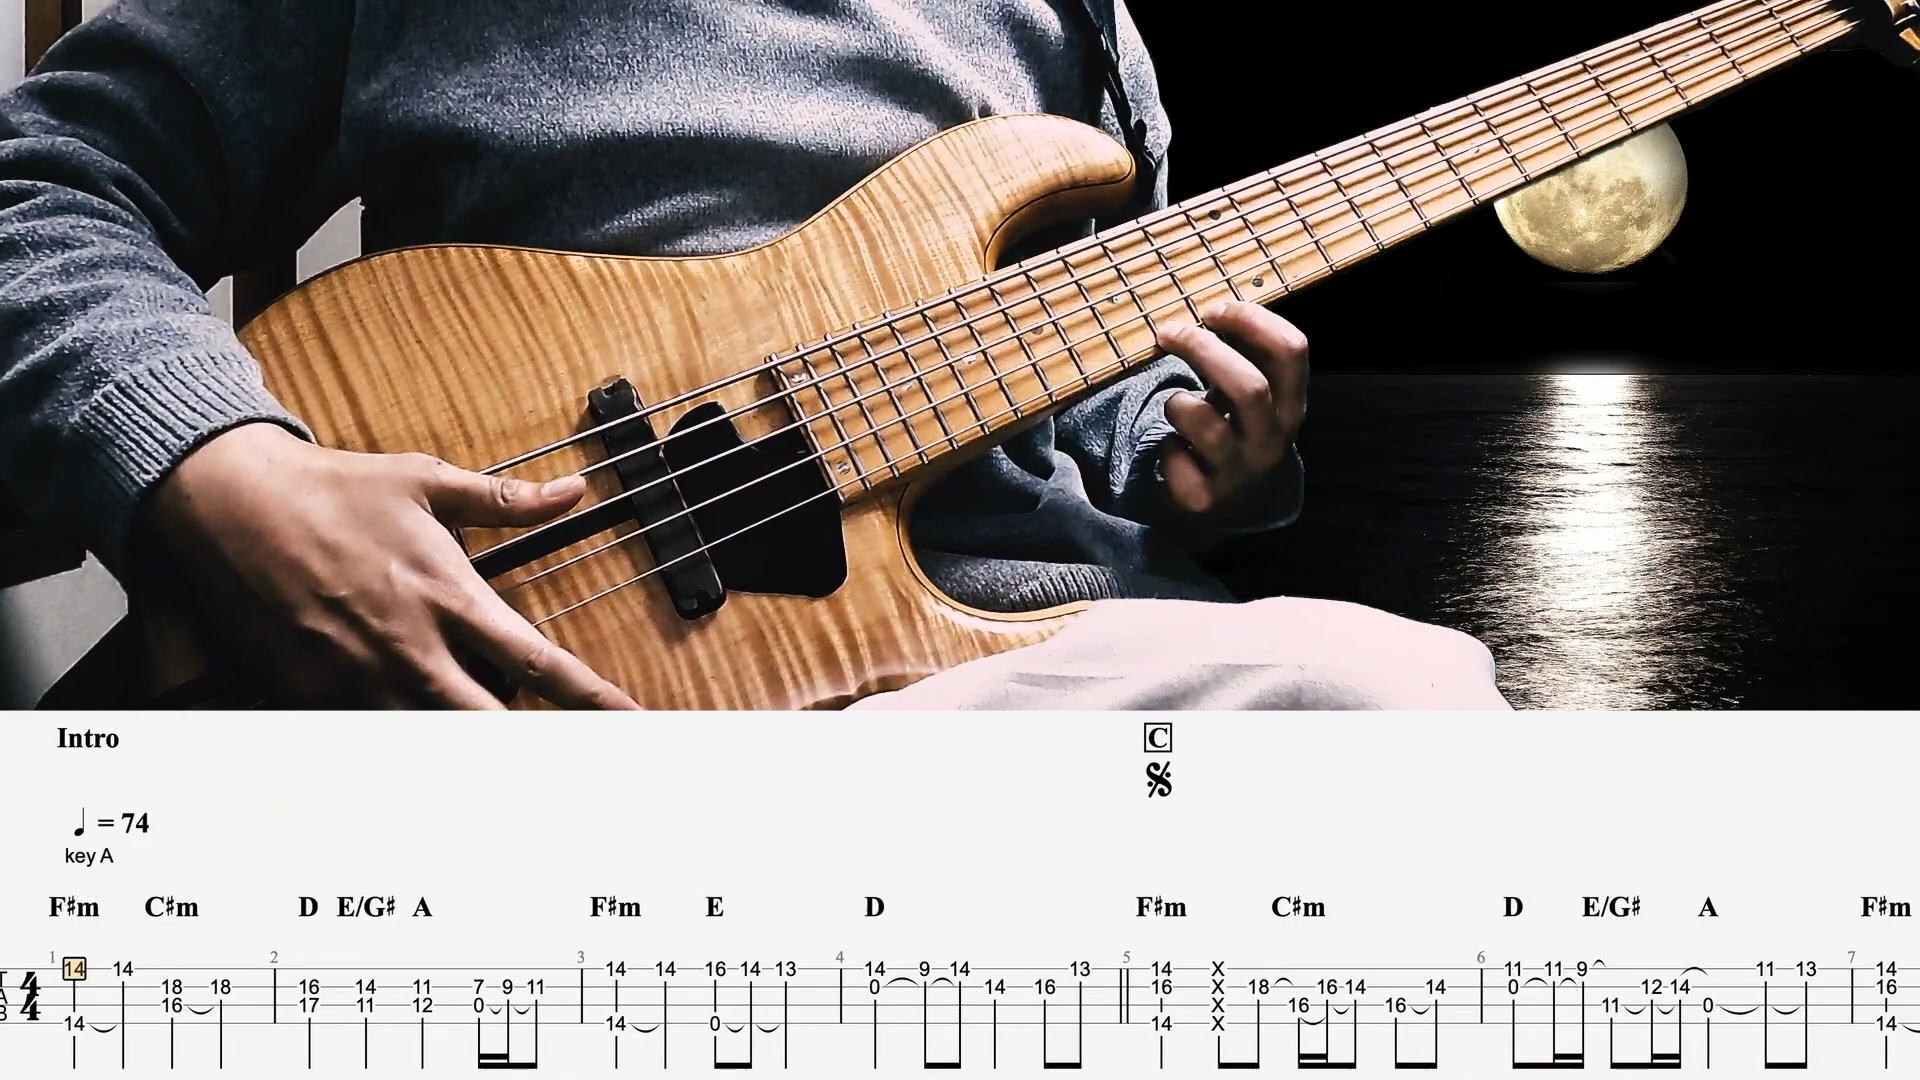 Intro
C
♩ = 74
key A
F♯m C♯m D E/G♯ A F♯m E D F♯m C♯m D E/G♯ A F♯m
1 2 3 4 5 6 7
14 14 14 14 16 14 13 14 9 14 13 14 X 11 11 9 11 13 14
18 18 16 14 11 7 9 11 0 14 16 16 X 18 16 14 14 0 12 14 16
16 17 11 12 0 X 16 16 11 0
14 14 0 14 X 14
T
A
B
4
4